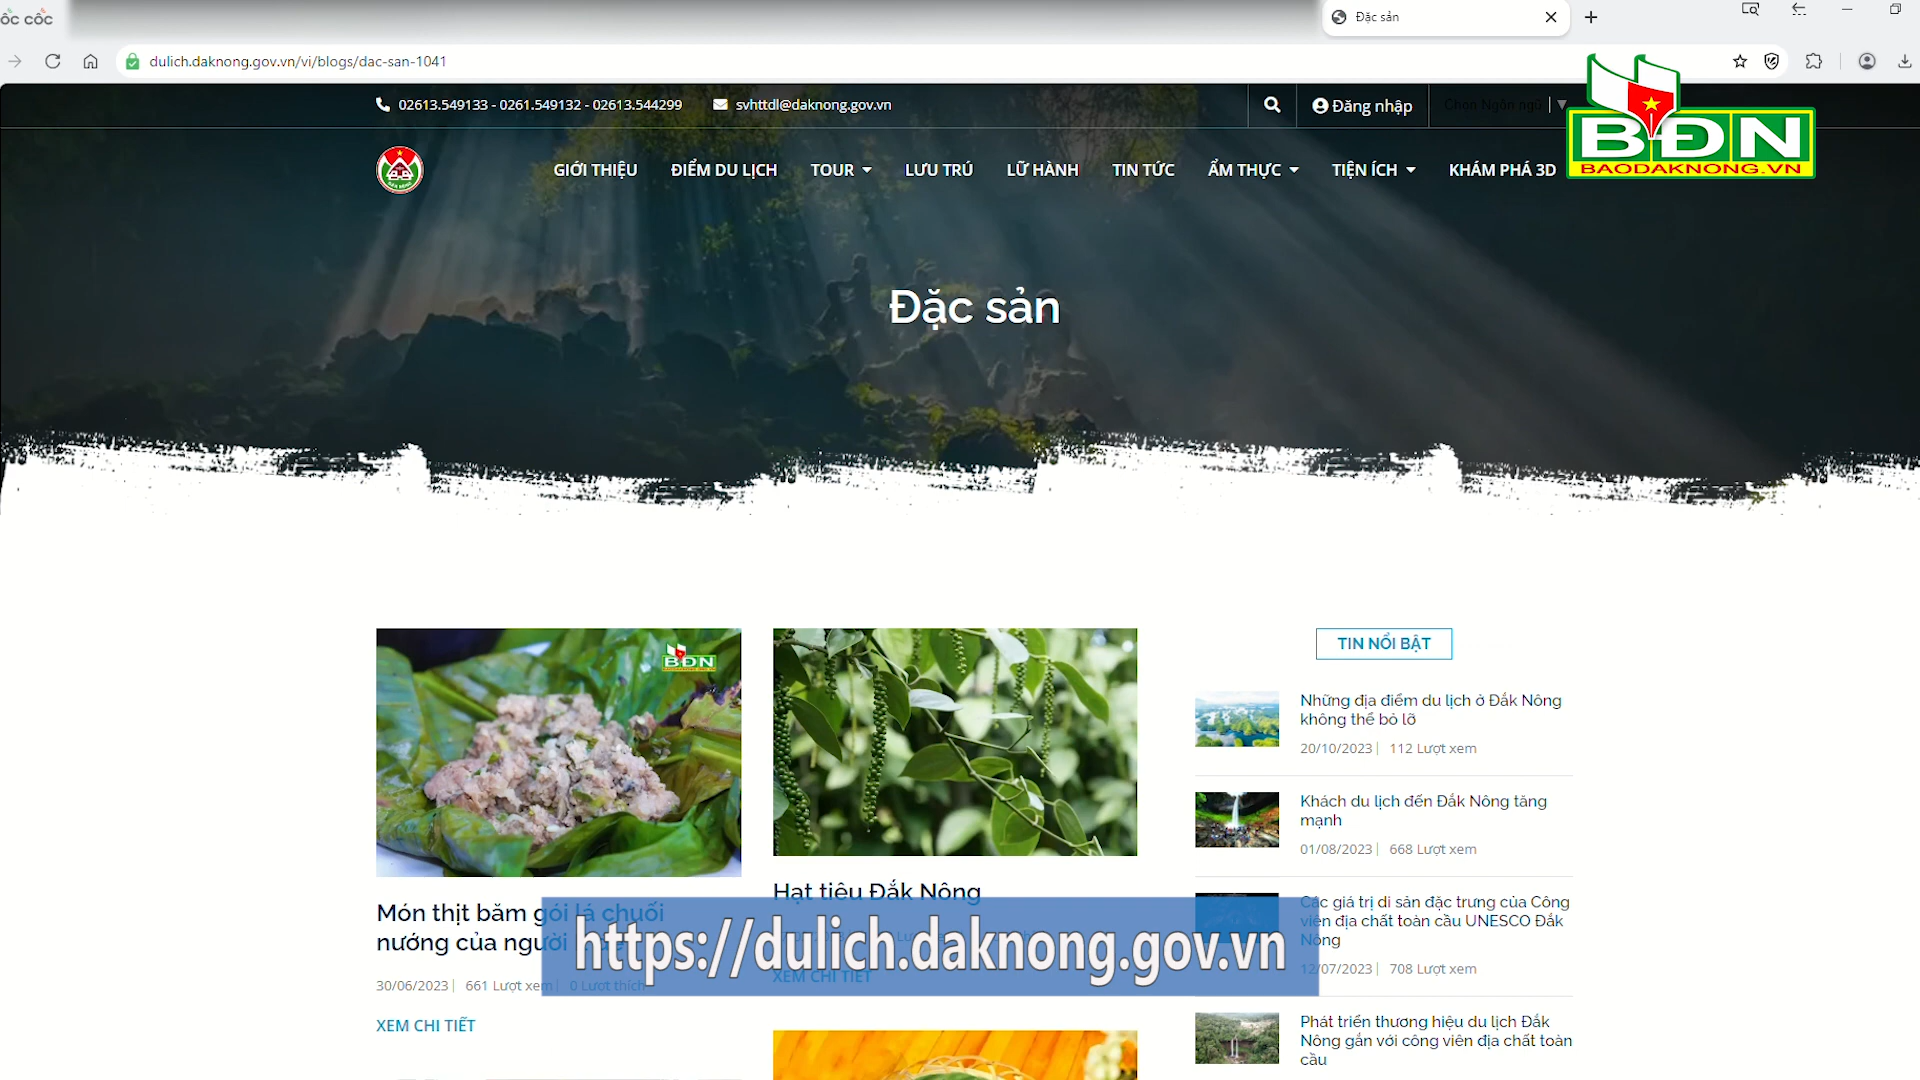 ốc cốc
Đặc sản
dulich.daknong.gov.vn/vi/blogs/dac-san-1041
02613.549133 - 0261.549132 - 02613.544299
svhttdl@daknong.gov.vn
Đăng nhập
Chọn Ngôn ngữ
BĐN
BAODAKNONG.VN
GIỚI THIỆU
ĐIỂM DU LỊCH
TOUR
LƯU TRÚ
LỮ HÀNH
TIN TỨC
ẨM THỰC
TIỆN ÍCH
KHÁM PHÁ 3D
Đặc sản
BĐN
Món thịt băm gói lá chuối
nướng của người
30/06/2023 661 Lượt xem 0 Lượt thích
XEM CHI TIẾT
Hạt tiêu Đắk Nông
XEM CHI TIẾT
https://dulich.daknong.gov.vn
TIN NỔI BẬT
Những địa điểm du lịch ở Đắk Nông
không thể bỏ lỡ
20/10/2023 112 Lượt xem
Khách du lịch đến Đắk Nông tăng
mạnh
01/08/2023 668 Lượt xem
Các giá trị di sản đặc trưng của Công
viên địa chất toàn cầu UNESCO Đắk
Nông
12/07/2023 708 Lượt xem
Phát triển thương hiệu du lịch Đắk
Nông gắn với công viên địa chất toàn
cầu